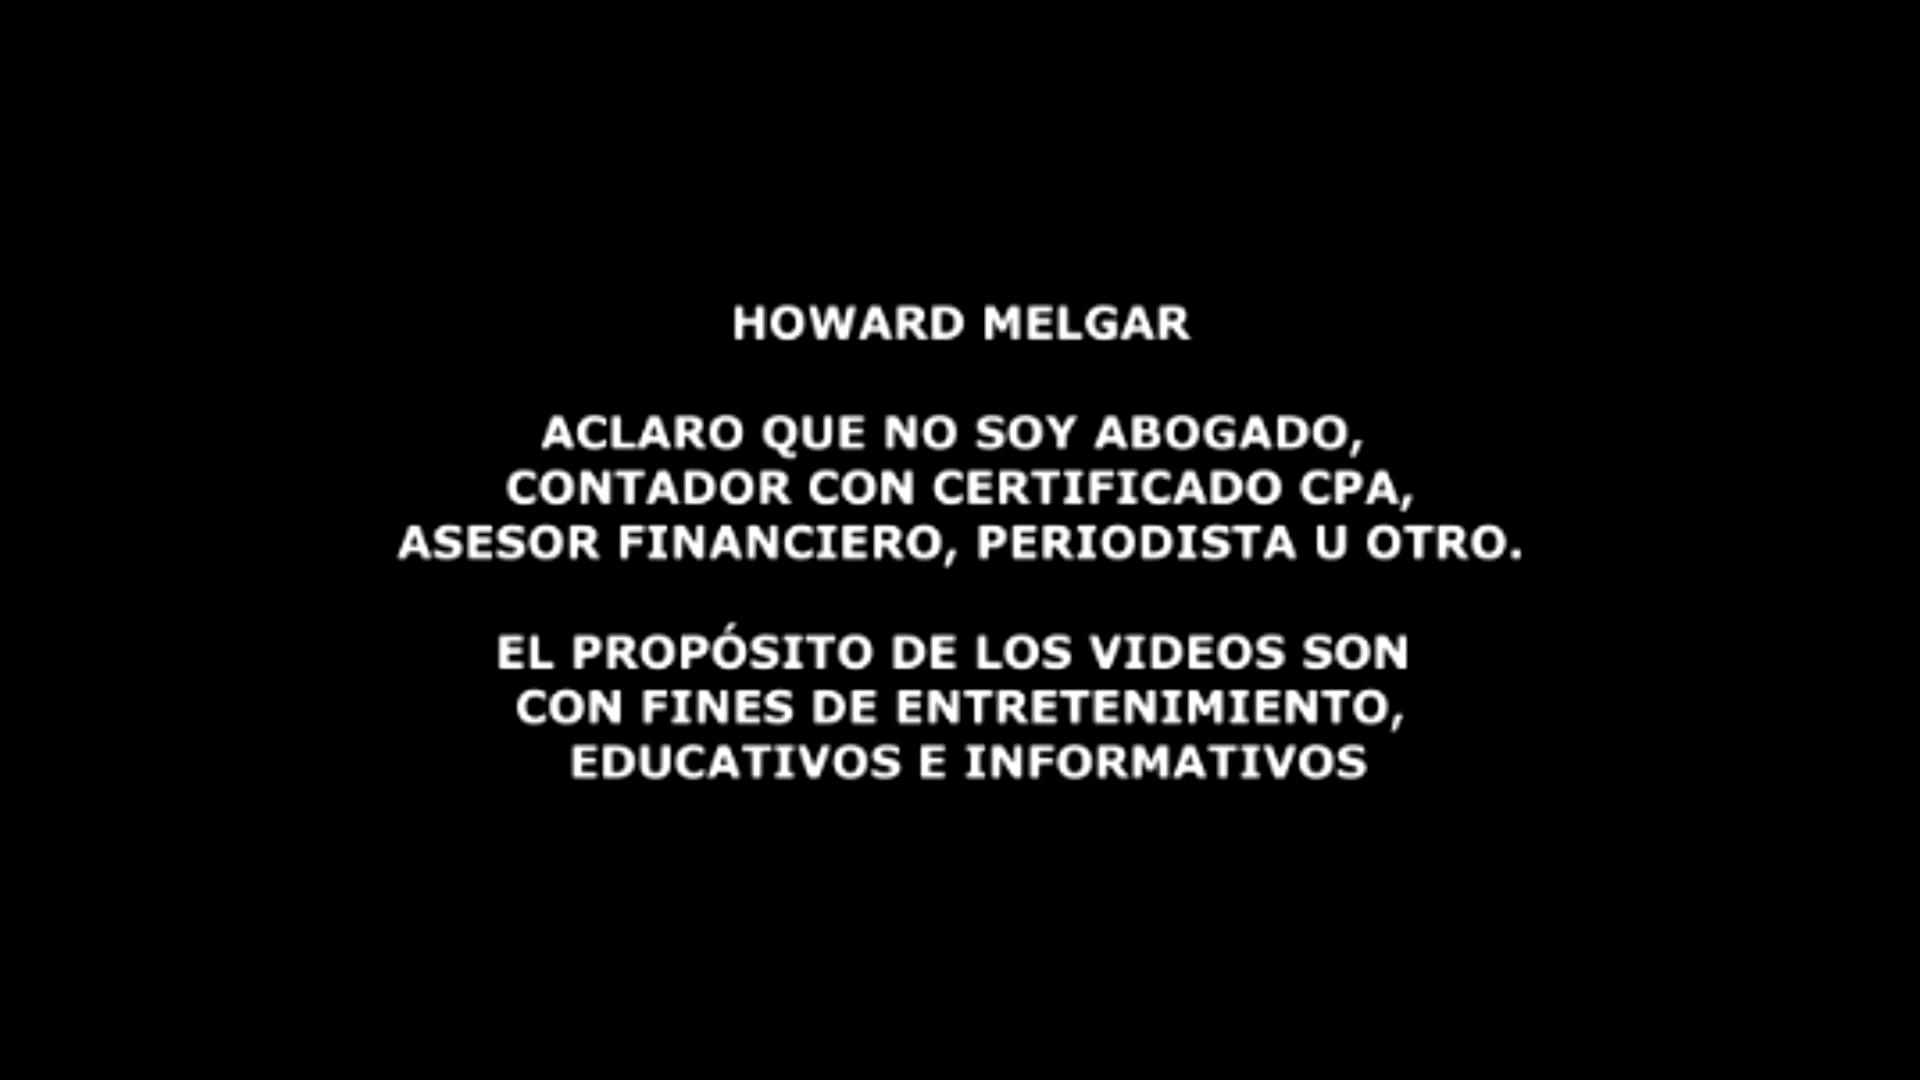 HOWARD MELGAR
ACLARO QUE NO SOY ABOGADO,
CONTADOR CON CERTIFICADO CPA,
ASESOR FINANCIERO, PERIODISTA U OTRO.
EL PROPÓSITO DE LOS VIDEOS SON
CON FINES DE ENTRETENIMIENTO,
EDUCATIVOS E INFORMATIVOS